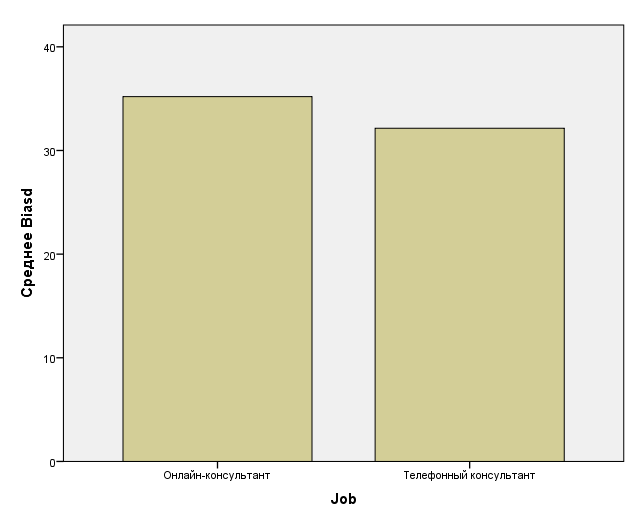 Среднее Biasd
40
30
20
10
0
Онлайн-консультант
Телефонный консультант
Job